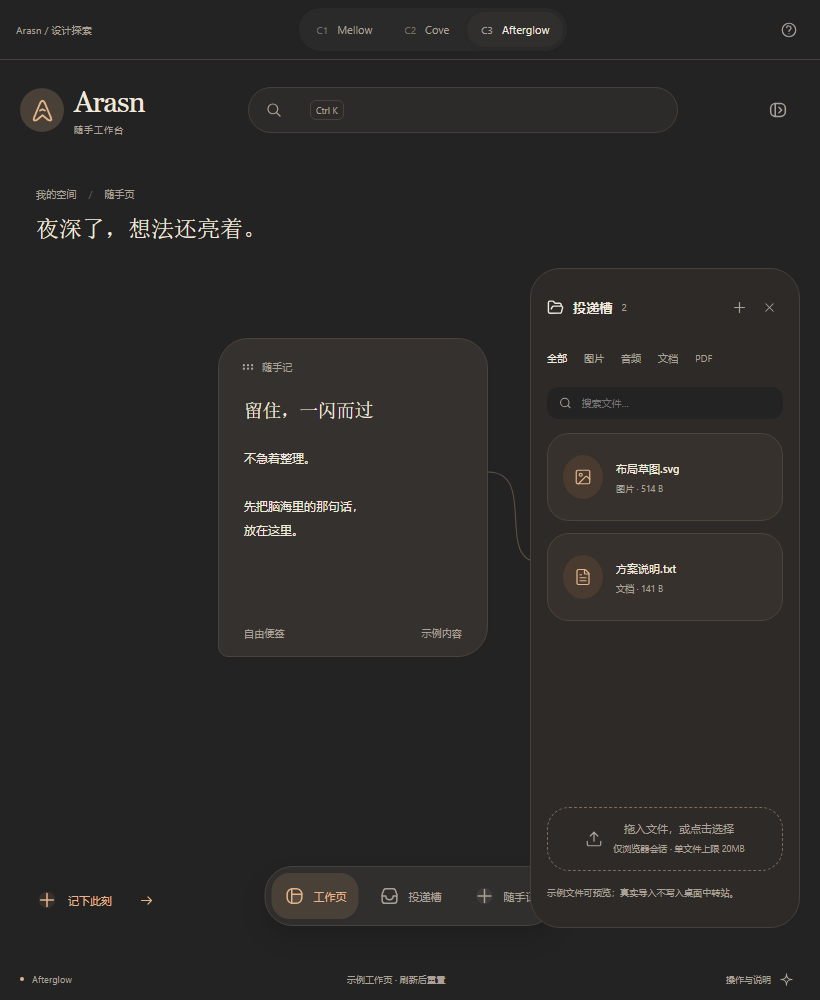 Arasn / 设计探索
C1 Mellow
C2 Cove
C3 Afterglow
Arasn
随手工作台
Ctrl K
我的空间 / 随手页
夜深了，想法还亮着。
投递槽 2
全部 图片 音频 文档 PDF
搜索文件...
布局草图.svg
图片 · 514 B
方案说明.txt
文档 · 141 B
随手记
留住，一闪而过
不急着整理。
先把脑海里的那句话，
放在这里。
自由便签 示例内容
拖入文件，或点击选择
仅浏览器会话 · 单文件上限 20MB
示例文件可预览；真实导入不写入桌面中转站。
记下此刻
工作页 投递槽 随手
Afterglow
示例工作页 · 刷新后重置
操作与说明